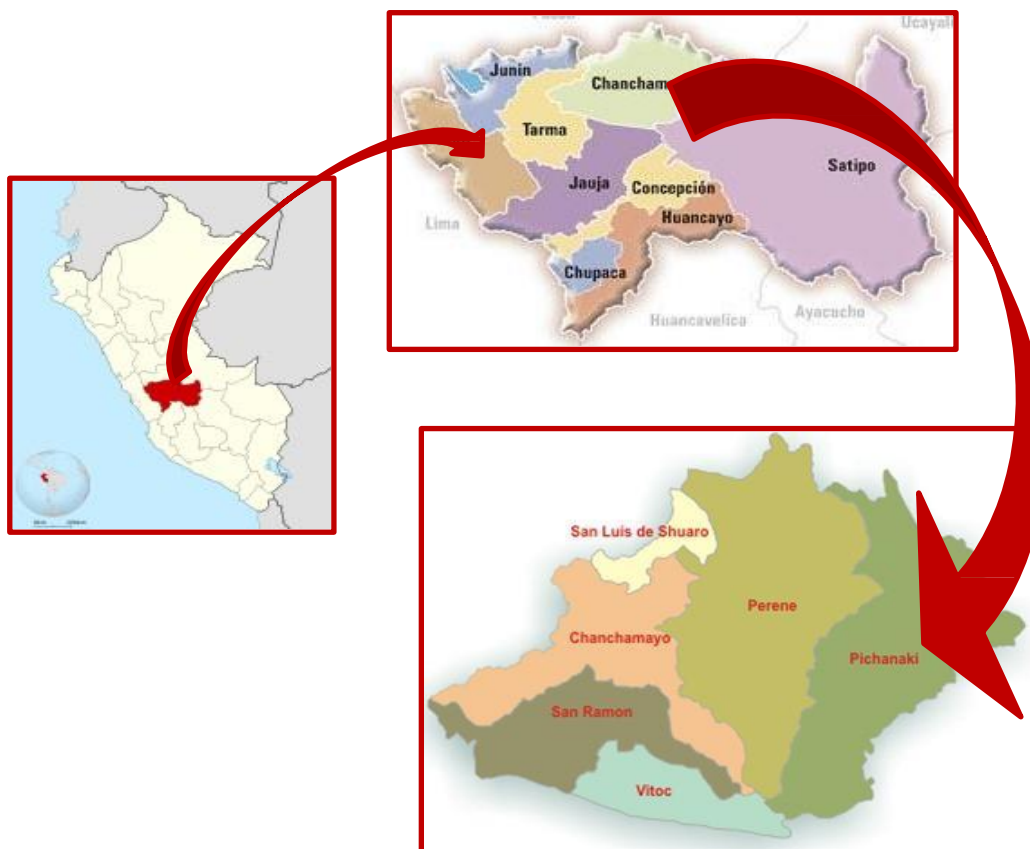 Ucayali
Junín
Chancham
Tarma
Satipo
Jauja
Concepción
Lima
Huancayo
Chupaca
Ayacucho
Huancavelica
San Luis de Shuaro
Perene
Chanchamayo
Pichanaki
San Ramon
Vitoc